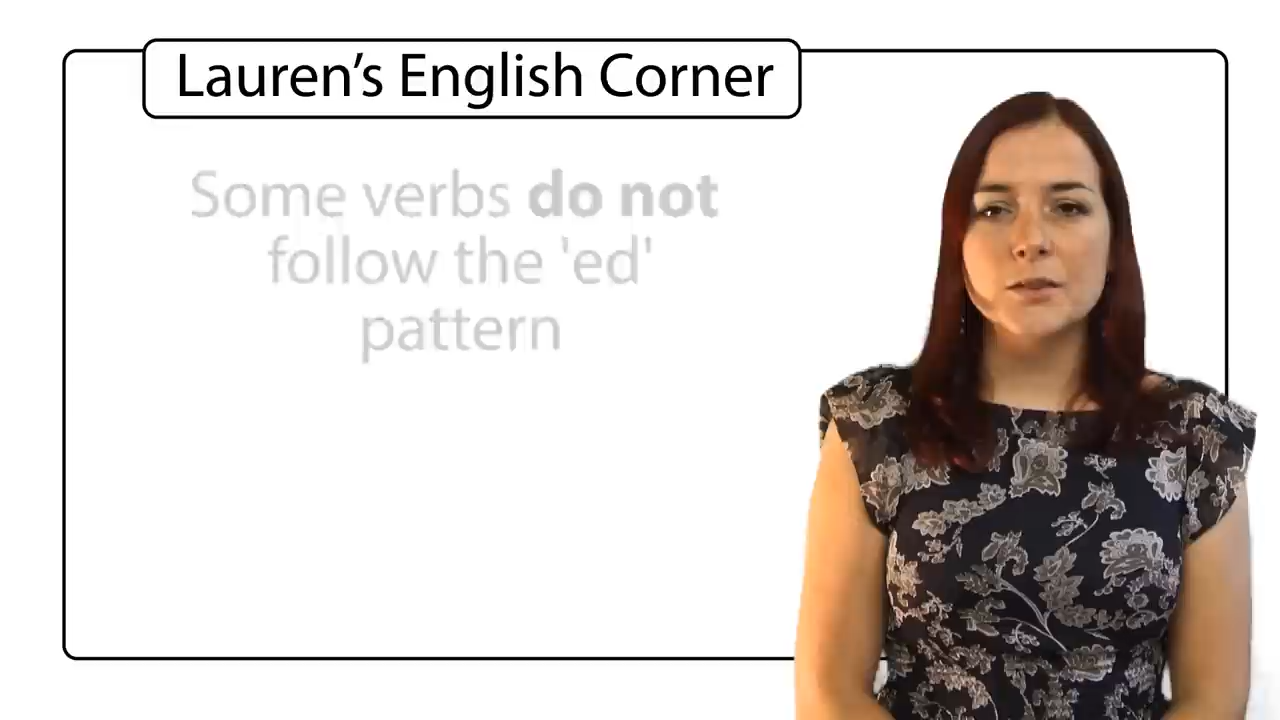 Lauren’s English Corner
Some verbs do not
follow the 'ed'
pattern